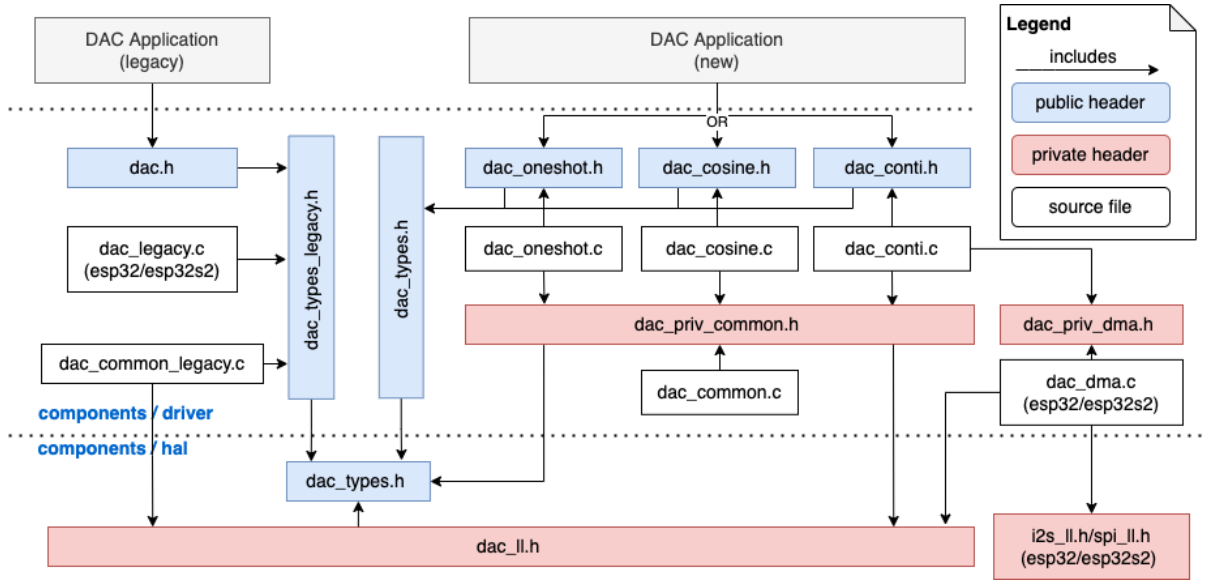 DAC Application
(legacy)
DAC Application
(new)
Legend
includes
public header
private header
source file
OR
dac.h
dac_types_legacy.h
dac_types.h
dac_oneshot.h
dac_cosine.h
dac_conti.h
dac_legacy.c
(esp32/esp32s2)
dac_oneshot.c
dac_cosine.c
dac_conti.c
dac_priv_common.h
dac_priv_dma.h
dac_common_legacy.c
dac_common.c
dac_dma.c
(esp32/esp32s2)
components / driver
components / hal
dac_types.h
dac_ll.h
i2s_ll.h/spi_ll.h
(esp32/esp32s2)